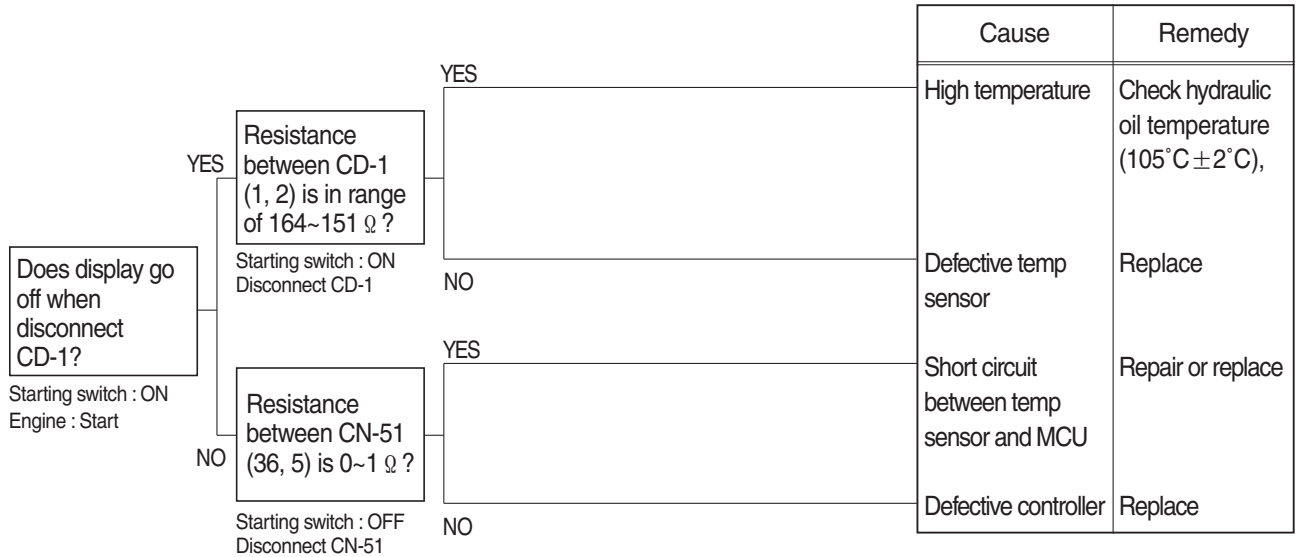 Does display go
off when
disconnect
CD-1?
Starting switch : ON
Engine : Start
YES
Resistance
between CD-1
(1, 2) is in range
of 164~151 Ω ?
Starting switch : ON
Disconnect CD-1
NO
Resistance
between CN-51
(36, 5) is 0~1 Ω ?
Starting switch : OFF
Disconnect CN-51
YES
NO
YES
NO
Cause Remedy
High temperature Check hydraulic
oil temperature
(105˚C±2˚C),
Defective temp Replace
sensor
Short circuit Repair or replace
between temp
sensor and MCU
Defective controller Replace